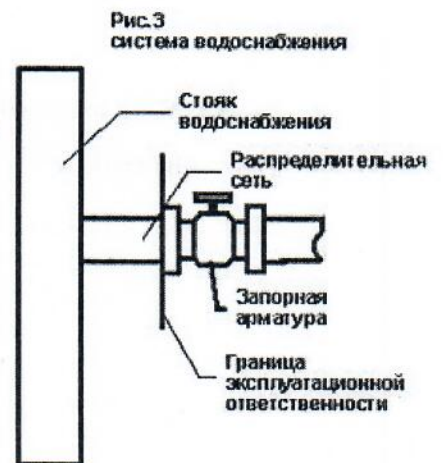 Рис.3
система водоснабжения
Стояк
водоснабжения
Распределительная
сеть
Запорная
арматура
Граница
эксплуатационной
ответственности